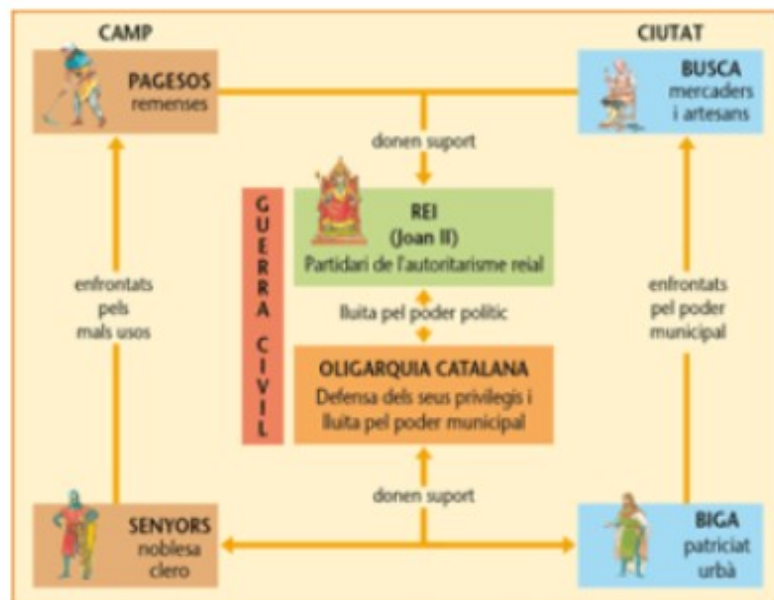 CAMP
CIUTAT
PAGESOS
remenses
BUSCA
mercaders
i artesans
donen suport
REI
(Joan II)
Partidari de l'autoritarisme reial
GUERRA CIVIL
enfrontats
pels
mals usos
lluita pel poder polític
enfrontats
pel poder
municipal
OLIGARQUIA CATALANA
Defensa dels seus privilegis i
lluita pel poder municipal
donen suport
SENYORS
noblesa
clero
BIGA
patriciat
urbà